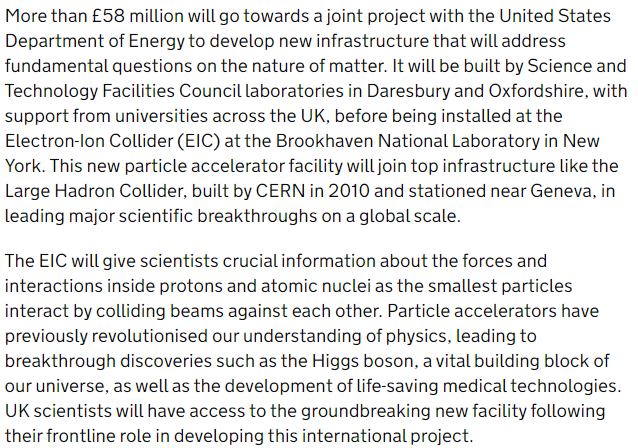 More than £58 million will go towards a joint project with the United States
Department of Energy to develop new infrastructure that will address
fundamental questions on the nature of matter. It will be built by Science and
Technology Facilities Council laboratories in Daresbury and Oxfordshire, with
support from universities across the UK, before being installed at the
Electron-Ion Collider (EIC) at the Brookhaven National Laboratory in New
York. This new particle accelerator facility will join top infrastructure like the
Large Hadron Collider, built by CERN in 2010 and stationed near Geneva, in
leading major scientific breakthroughs on a global scale.
The EIC will give scientists crucial information about the forces and
interactions inside protons and atomic nuclei as the smallest particles
interact by colliding beams against each other. Particle accelerators have
previously revolutionised our understanding of physics, leading to
breakthrough discoveries such as the Higgs boson, a vital building block of
our universe, as well as the development of life-saving medical technologies.
UK scientists will have access to the groundbreaking new facility following
their frontline role in developing this international project.